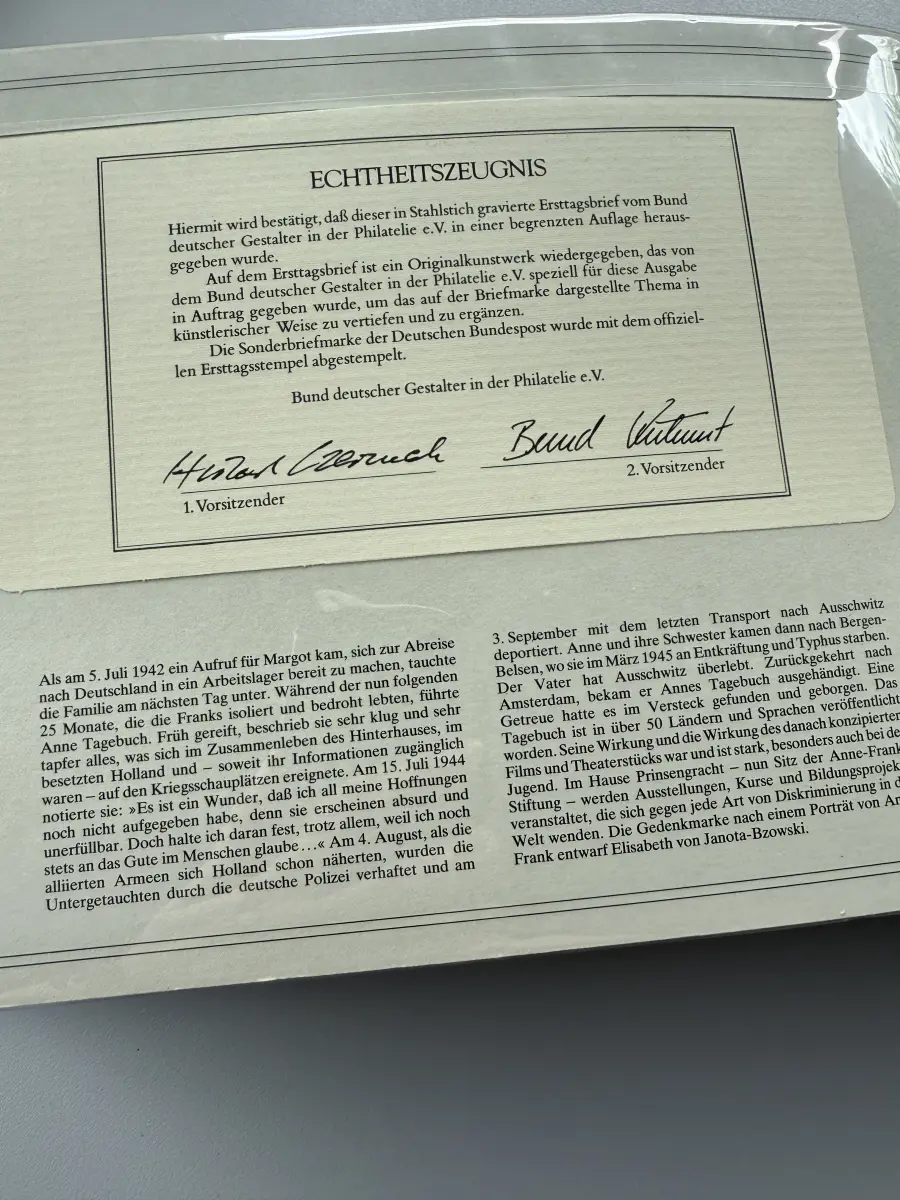 ECHTHEITSZEUGNIS
Hiermit wird bestätigt, daß dieser in Stahlstich gravierte Ersttagsbrief vom Bund
deutscher Gestalter in der Philatelie e.V. in einer begrenzten Auflage heraus-
gegeben wurde.
Auf dem Ersttagsbrief ist ein Originalkunstwerk wiedergegeben, das von
dem Bund deutscher Gestalter in der Philatelie e.V. speziell für diese Ausgabe
in Auftrag gegeben wurde, um das auf der Briefmarke dargestellte Thema in
künstlerischer Weise zu vertiefen und zu ergänzen.
Die Sonderbriefmarke der Deutschen Bundespost wurde mit dem offiziel-
len Ersttagsstempel abgestempelt.
Bund deutscher Gestalter in der Philatelie e.V.
1. Vorsitzender
2. Vorsitzender
Als am 5. Juli 1942 ein Aufruf für Margot kam, sich zur Abreise
nach Deutschland in ein Arbeitslager bereit zu machen, tauchte
die Familie am nächsten Tag unter. Während der nun folgenden
25 Monate, die die Franks isoliert und bedroht lebten, führte
Anne Tagebuch. Früh gereift, beschrieb sie sehr klug und sehr
tapfer alles, was sich im Zusammenleben des Hinterhauses, im
besetzten Holland und – soweit ihr Informationen zugänglich
waren – auf den Kriegsschauplätzen ereignete. Am 15. Juli 1944
notierte sie: »Es ist ein Wunder, daß ich all meine Hoffnungen
noch nicht aufgegeben habe, denn sie erscheinen absurd und
unerfüllbar. Doch halte ich daran fest, trotz allem, weil ich noch
stets an das Gute im Menschen glaube…« Am 4. August, als die
alliierten Armeen sich Holland schon näherten, wurden die
Untergetauchten durch die deutsche Polizei verhaftet und am
3. September mit dem letzten Transport nach Ausschwitz
deportiert. Anne und ihre Schwester kamen dann nach Bergen-
Belsen, wo sie im März 1945 an Entkräftung und Typhus starben.
Der Vater hat Ausschwitz überlebt. Zurückgekehrt nach
Amsterdam, bekam er Annes Tagebuch ausgehändigt. Eine
Getreue hatte es im Versteck gefunden und geborgen. Das
Tagebuch ist in über 50 Ländern und Sprachen veröffentlicht
worden. Seine Wirkung und die Wirkung des danach konzipierten
Films und Theaterstücks war und ist stark, besonders auch bei de
Jugend. Im Hause Prinsengracht – nun Sitz der Anne-Frank
Stiftung – werden Ausstellungen, Kurse und Bildungsprojek
veranstaltet, die sich gegen jede Art von Diskriminierung in d
Welt wenden. Die Gedenkmarke nach einem Porträt von An
Frank entwarf Elisabeth von Janota-Bzowski.